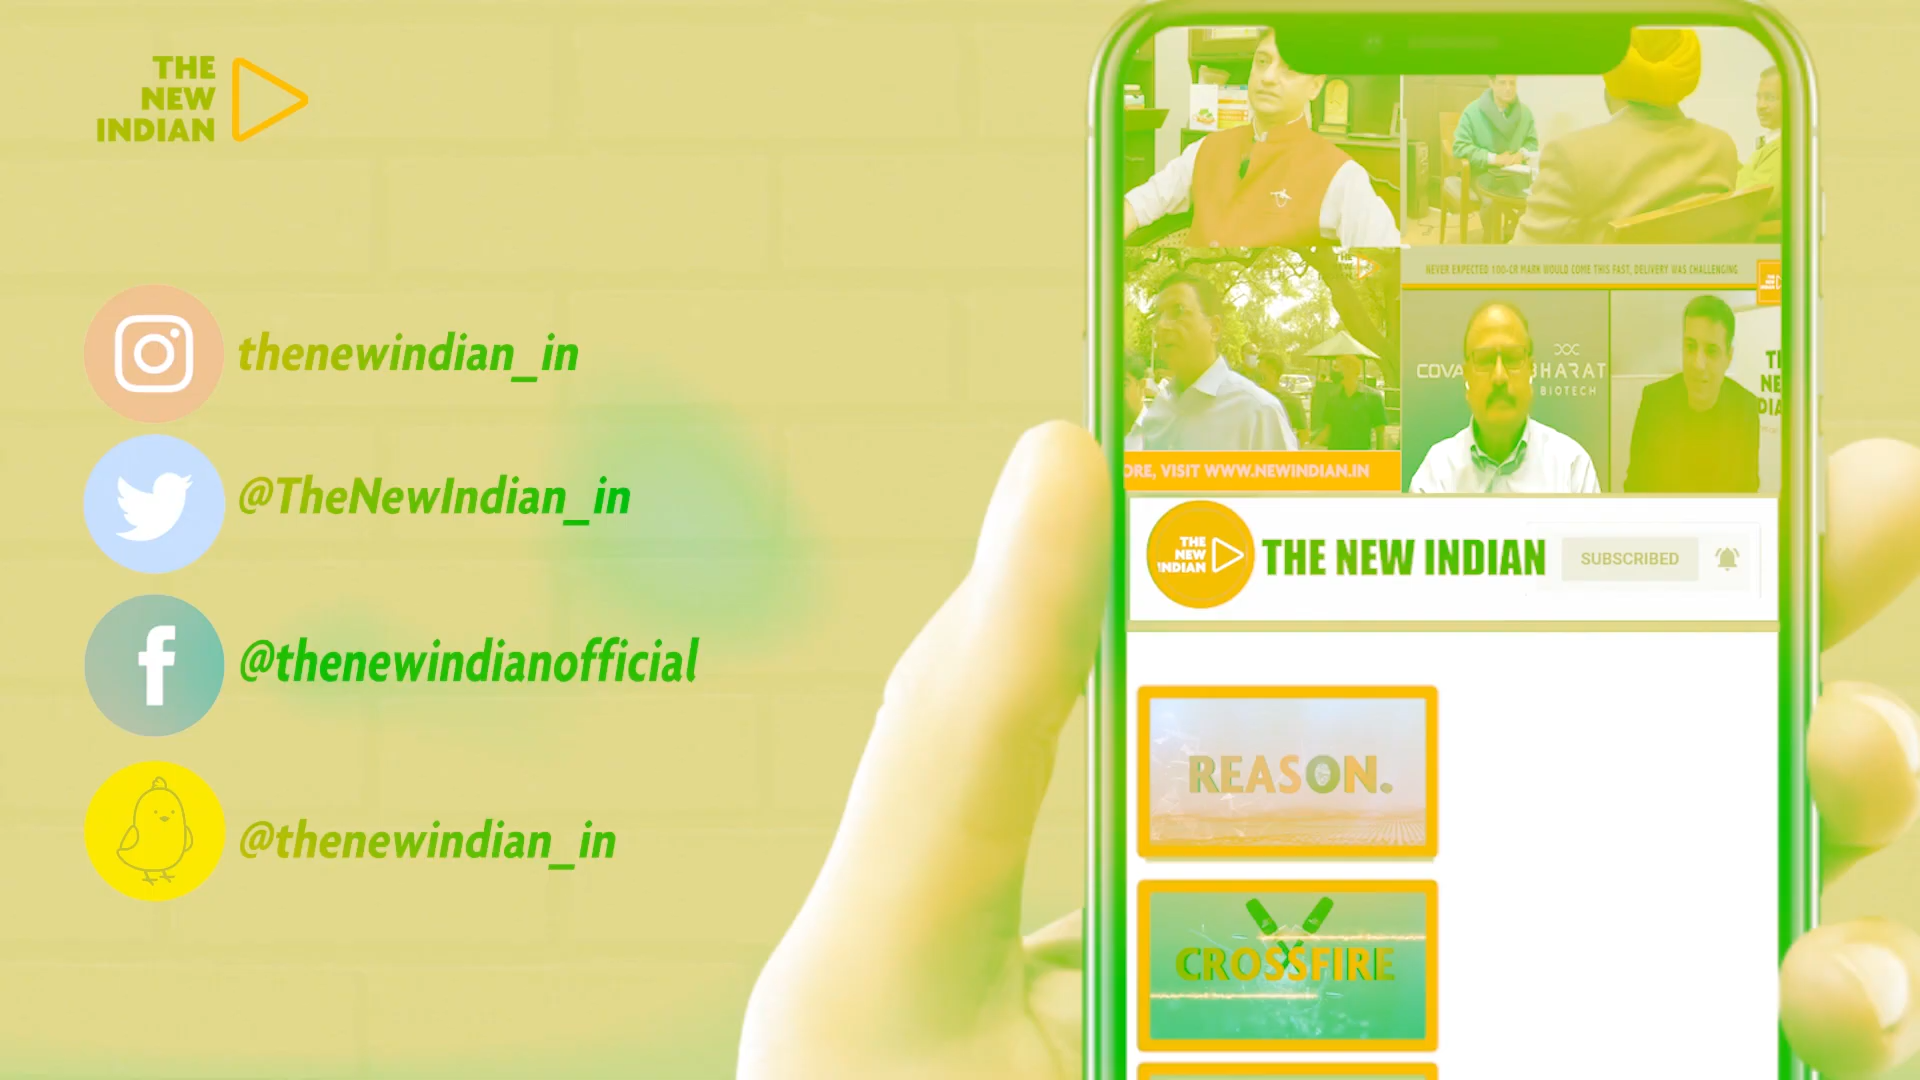 THE
NEW
INDIAN
thenewindian_in
@TheNewIndian_in
@thenewindianofficial
@thenewindian_in
NEVER EXPECTED 100-CR MARK WOULD COME THIS FAST, DELIVERY WAS CHALLENGING
COVA
BHARAT
BIOTECH
ORE, VISIT WWW.NEWINDIAN.IN
THE
NEW
INDIAN
THE NEW INDIAN
SUBSCRIBED
REASON.
CROSSFIRE